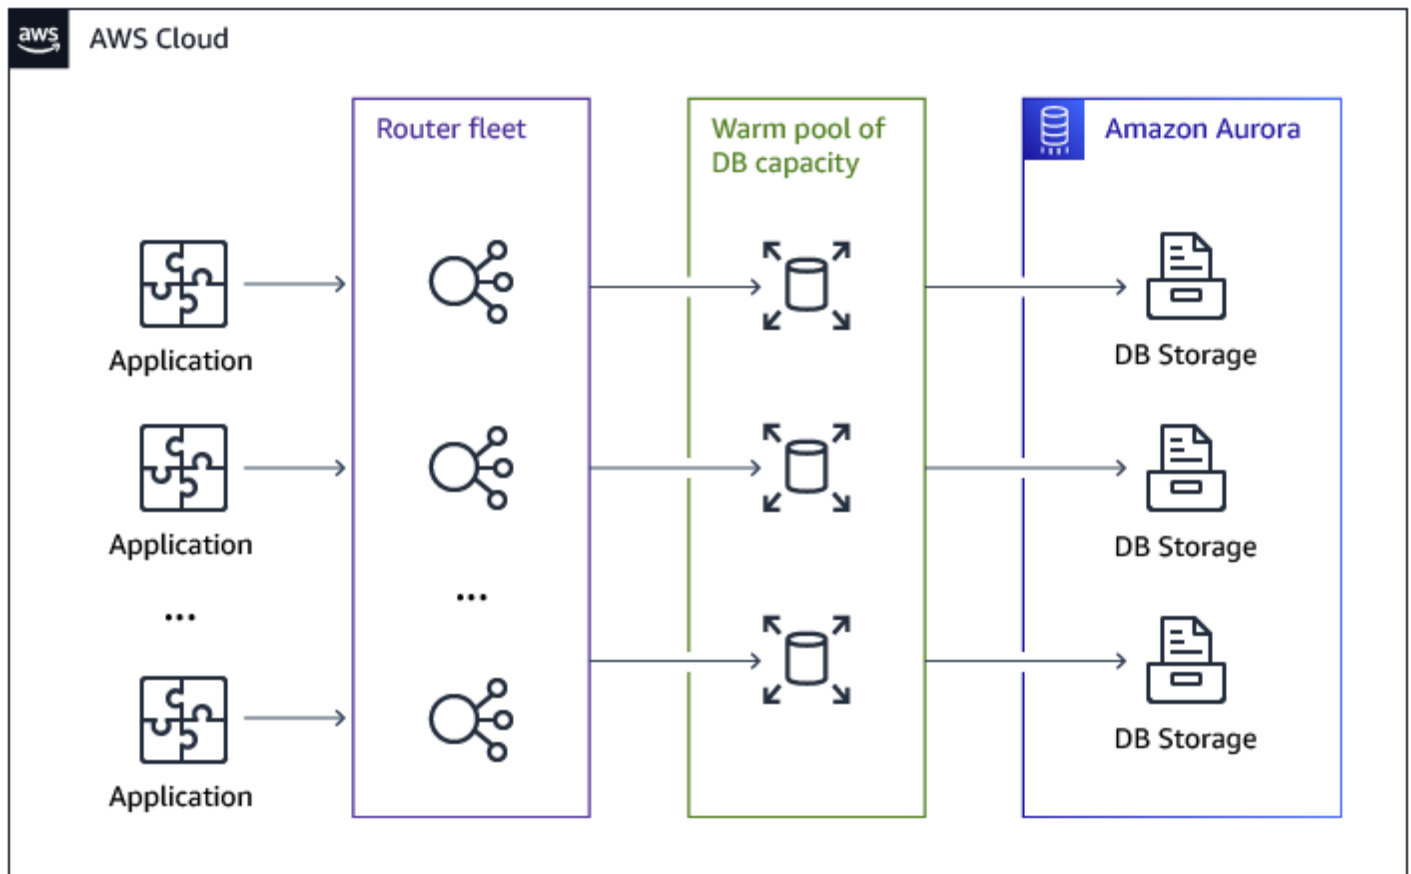 aws
AWS Cloud
Router fleet
Warm pool of
DB capacity
Amazon Aurora
Application
DB Storage
Application
DB Storage
...
...
Application
DB Storage